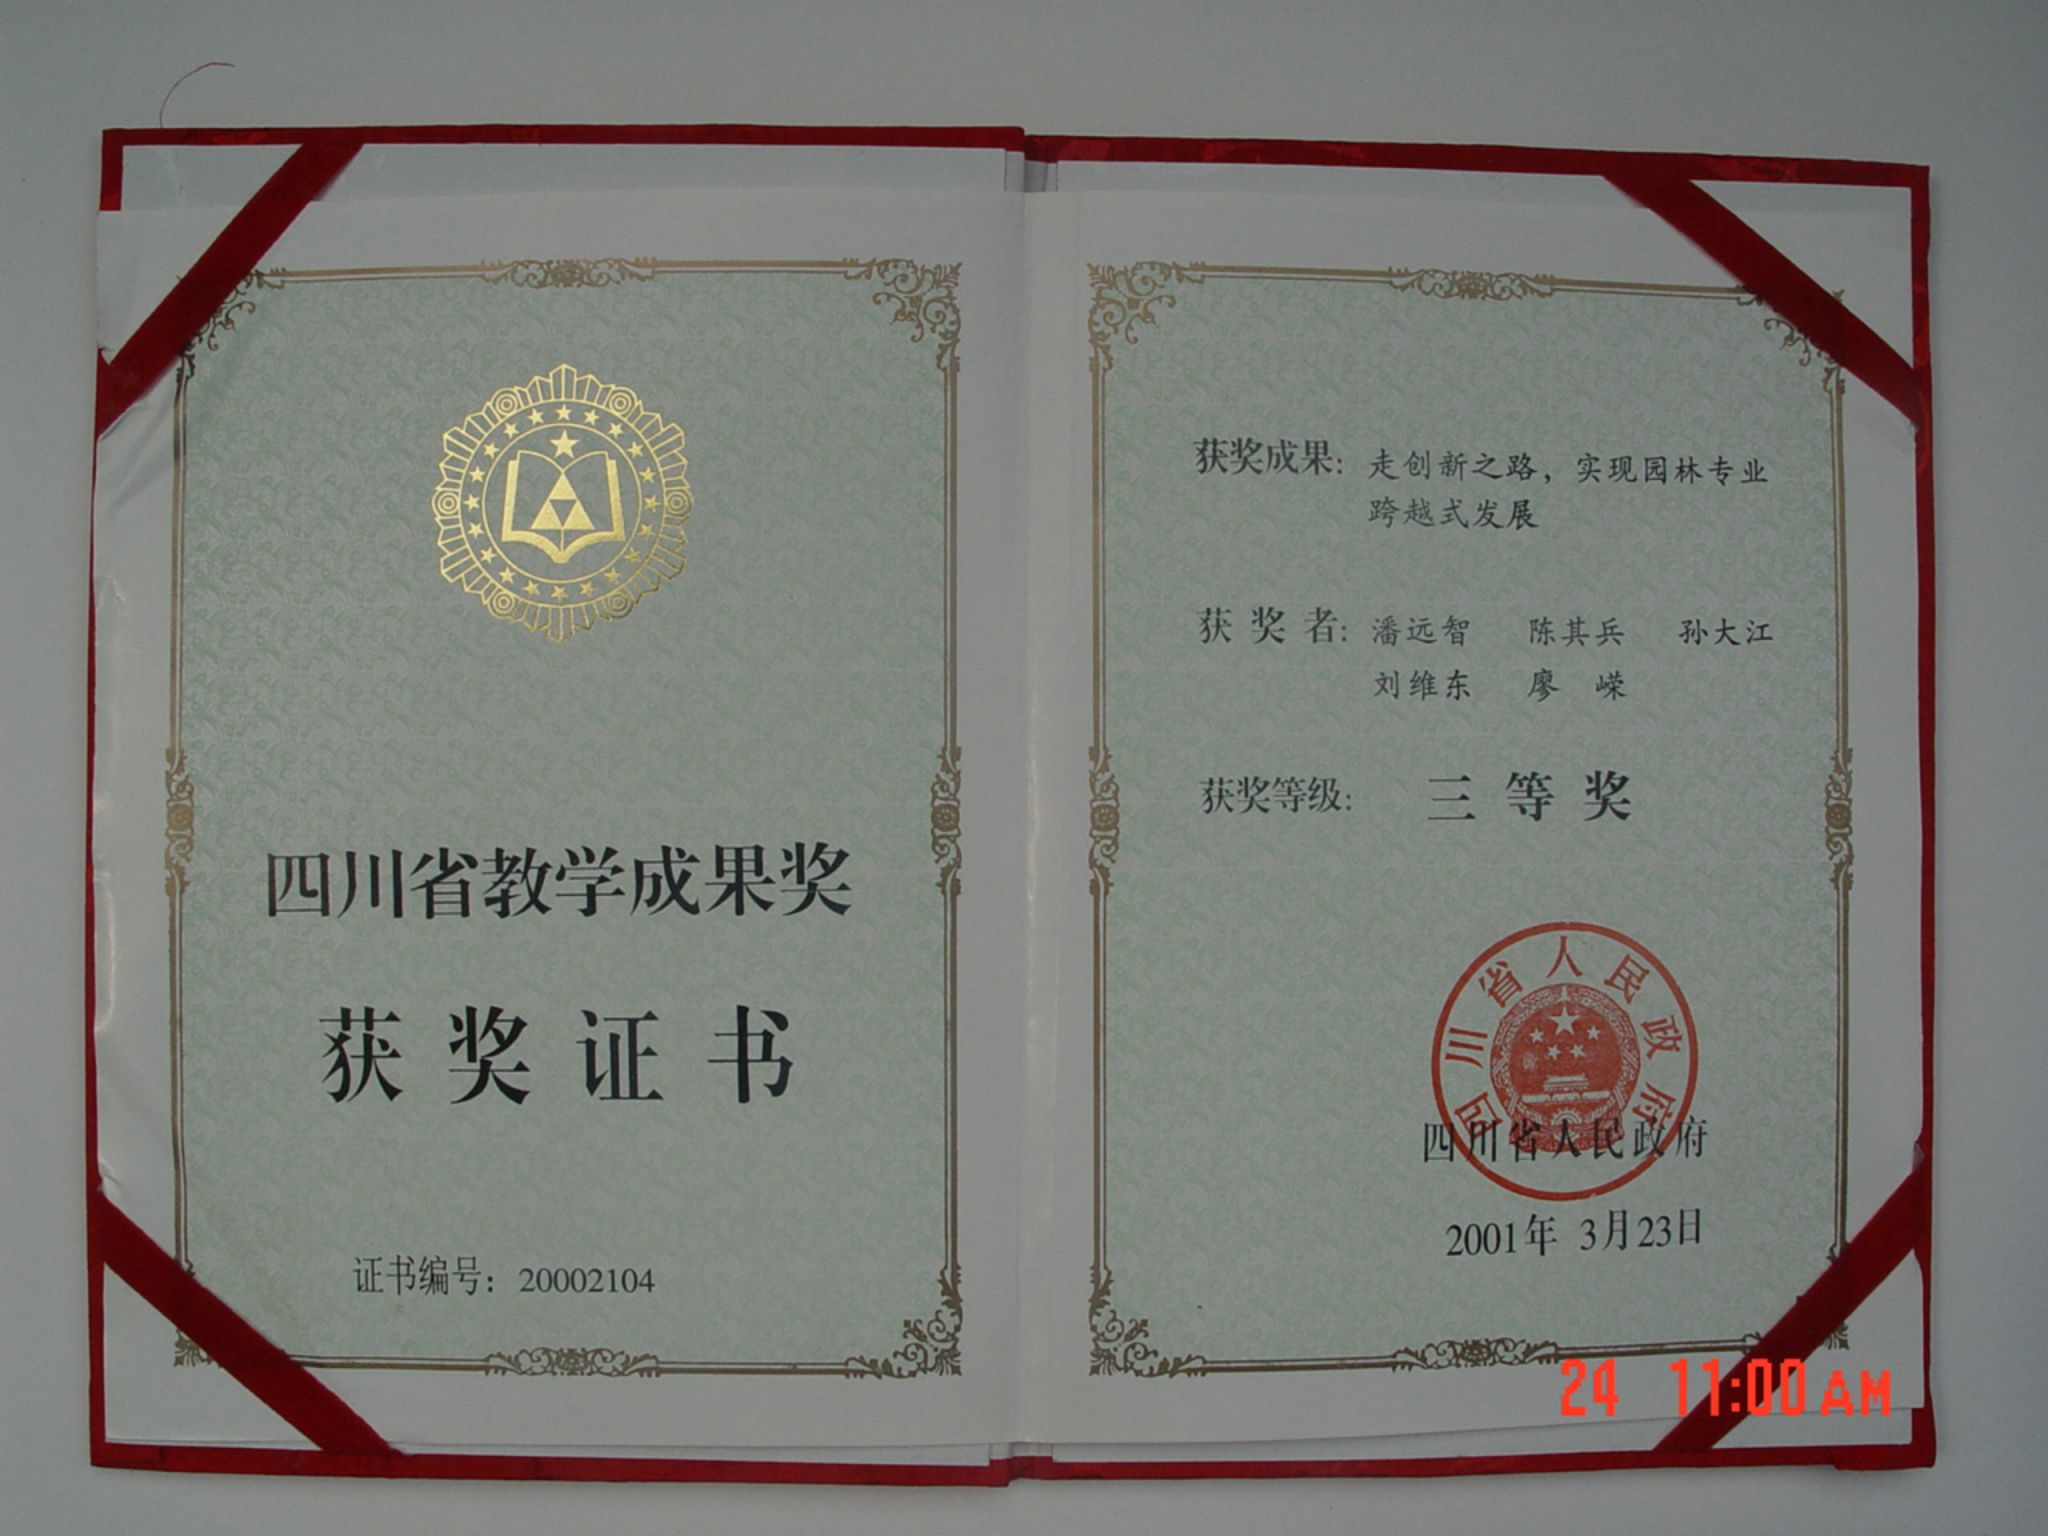 四川省教学成果奖
获奖证书
证书编号：20002104
获奖成果：走创新之路，实现园林专业
跨越式发展
获奖者：潘远智 陈其兵 孙大江
刘维东 廖嵘
获奖等级：三等奖
四川省人民政府
四川省人民政府
2001年3月23日
24 11:00AM